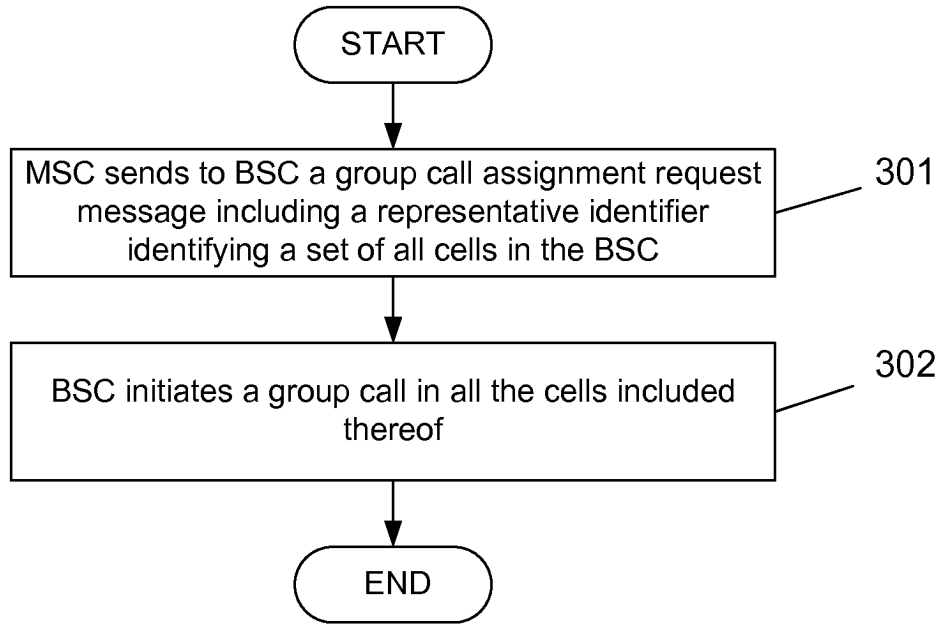 START
MSC sends to BSC a group call assignment request
message including a representative identifier
identifying a set of all cells in the BSC
301
BSC initiates a group call in all the cells included
thereof
302
END